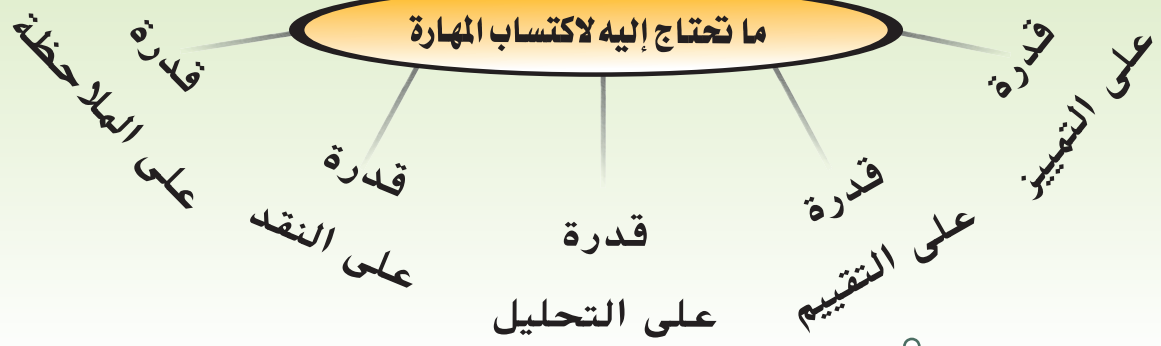 ما تحتاج إليه لاكتساب المهارة
قدرة
على التمييز
قدرة
على التقييم
قدرة
على التحليل
قدرة
على النقد
قدرة
على الملاحظة